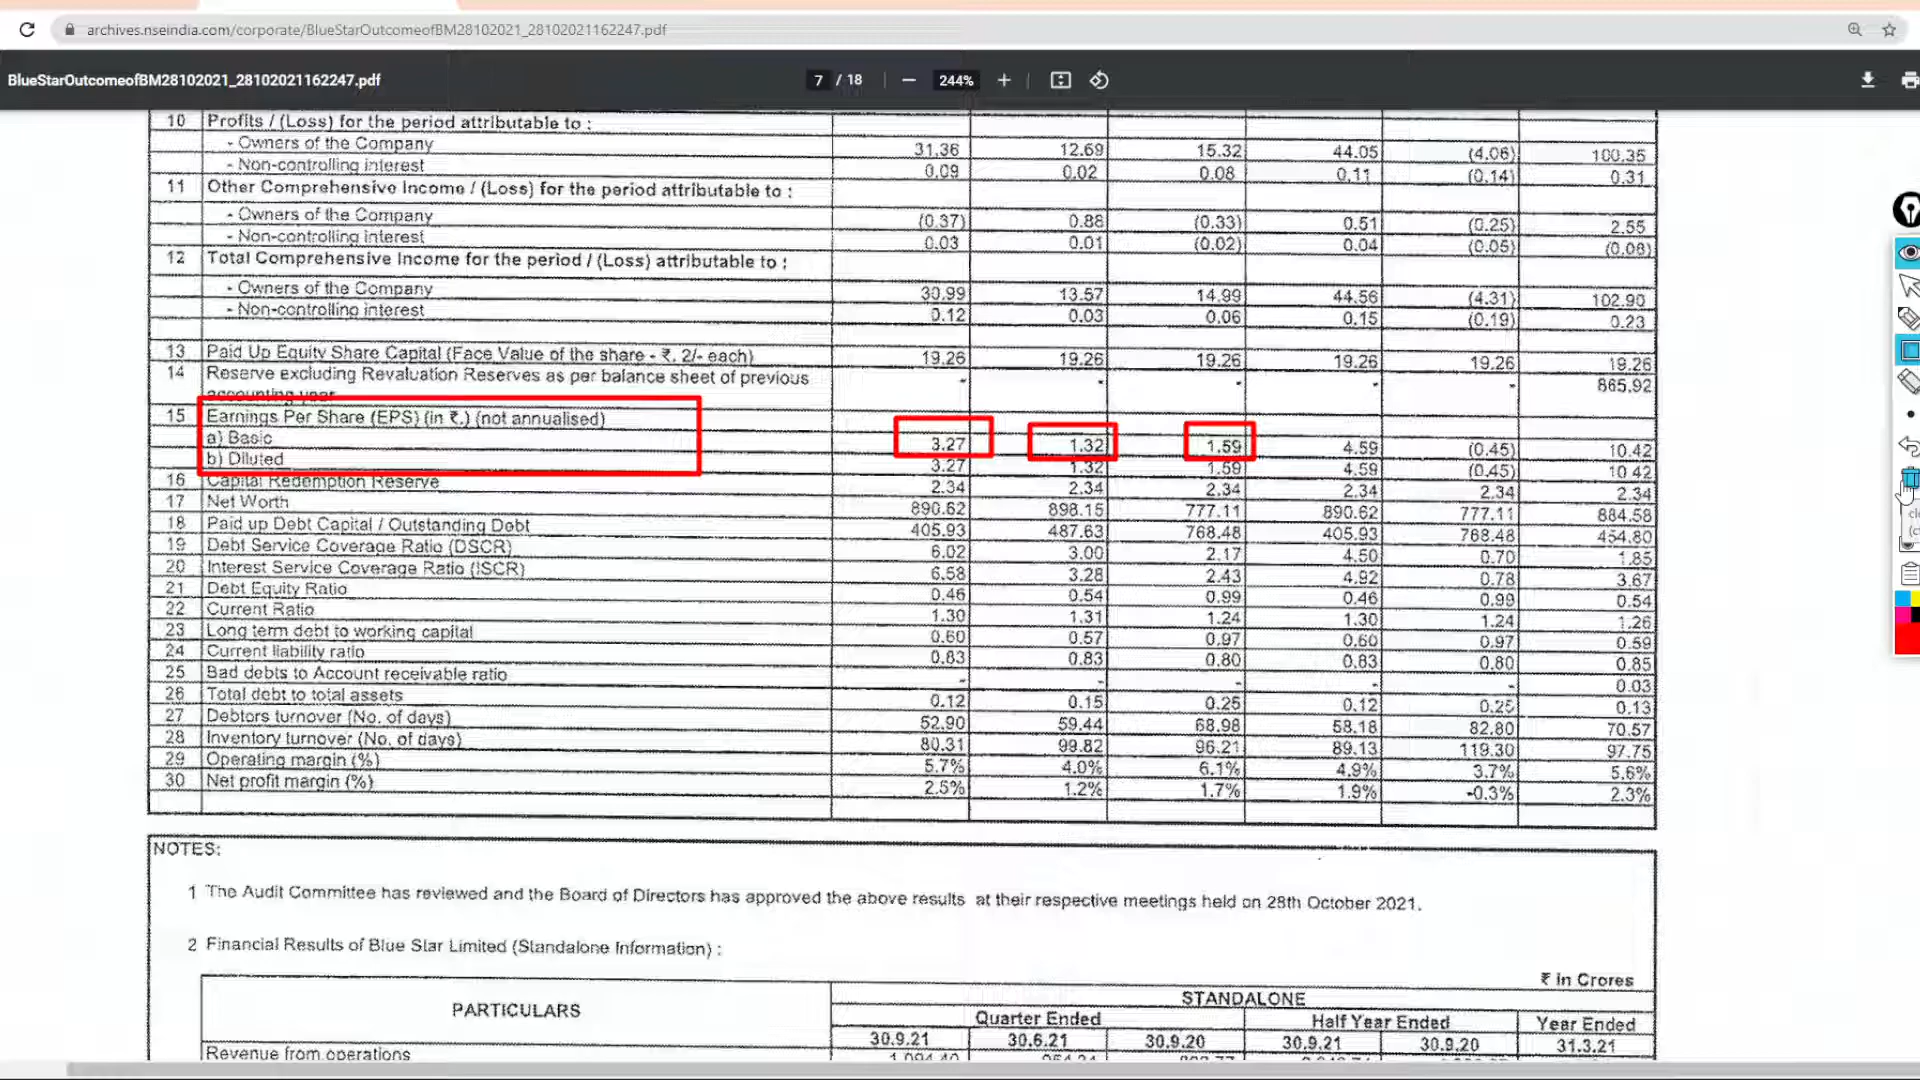 archives.nseindia.com/corporate/BlueStarOutcomeofBM28102021_28102021162247.pdf
BlueStarOutcomeofBM28102021_28102021162247.pdf 7 / 18 244%
10 Profits / (Loss) for the period attributable to :
- Owners of the Company 31.36 12.69 15.32 44.05 (4.06) 100.35
- Non-controlling interest 0.09 0.02 0.08 0.11 (0.14) 0.31
11 Other Comprehensive Income / (Loss) for the period attributable to :
- Owners of the Company (0.37) 0.88 (0.33) 0.51 (0.25) 2.55
- Non-controlling interest 0.03 0.01 (0.02) 0.04 (0.05) (0.08)
12 Total Comprehensive Income for the period / (Loss) attributable to :
- Owners of the Company 30.99 13.57 14.99 44.56 (4.31) 102.90
- Non-controlling interest 0.12 0.03 0.06 0.15 (0.19) 0.23
13 Paid Up Equity Share Capital (Face Value of the share - ₹. 2/- each) 19.26 19.26 19.26 19.26 19.26 19.26
14 Reserve excluding Revaluation Reserves as per balance sheet of previous - - - - - 865.92
accounting year
15 Earnings Per Share (EPS) (in ₹.) (not annualised)
a) Basic 3.27 1.32 1.59 4.59 (0.45) 10.42
b) Diluted 3.27 1.32 1.59 4.59 (0.45) 10.42
16 Capital Redemption Reserve 2.34 2.34 2.34 2.34 2.34 2.34
17 Net Worth 890.62 898.15 777.11 890.62 777.11 884.58
18 Paid up Debt Capital / Outstanding Debt 405.93 487.63 768.48 405.93 768.48 454.80
19 Debt Service Coverage Ratio (DSCR) 6.02 3.00 2.17 4.50 0.70 1.85
20 Interest Service Coverage Ratio (ISCR) 6.58 3.28 2.43 4.92 0.78 3.67
21 Debt Equity Ratio 0.46 0.54 0.99 0.46 0.99 0.54
22 Current Ratio 1.30 1.31 1.24 1.30 1.24 1.26
23 Long term debt to working capital 0.60 0.57 0.97 0.60 0.97 0.59
24 Current liability ratio 0.83 0.83 0.80 0.83 0.80 0.85
25 Bad debts to Account receivable ratio - - - - - 0.03
26 Total debt to total assets 0.12 0.15 0.25 0.12 0.25 0.13
27 Debtors turnover (No. of days) 52.90 59.44 68.98 58.18 82.80 70.57
28 Inventory turnover (No. of days) 80.31 99.82 96.21 89.13 119.30 97.75
29 Operating margin (%) 5.7% 4.0% 6.1% 4.9% 3.7% 5.6%
30 Net profit margin (%) 2.5% 1.2% 1.7% 1.9% -0.3% 2.3%
NOTES:
1 The Audit Committee has reviewed and the Board of Directors has approved the above results at their respective meetings held on 28th October 2021.
2 Financial Results of Blue Star Limited (Standalone Information) :
₹ in Crores
PARTICULARS STANDALONE
Quarter Ended Half Year Ended Year Ended
30.9.21 30.6.21 30.9.20 30.9.21 30.9.20 31.3.21
Revenue from operations